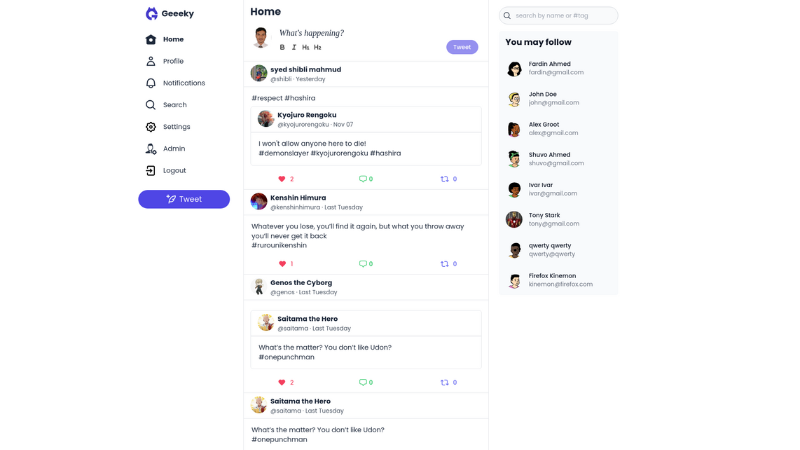 Geeeky
Home
Profile
Notifications
Search
Settings
Admin
Logout
Tweet
Home
What's happening?
B I H₁ H₂
Tweet
syed shibli mahmud
@shibli · Yesterday
#respect #hashira
Kyojuro Rengoku
@kyojurorengoku · Nov 07
I won't allow anyone here to die!
#demonslayer #kyojurorengoku #hashira
2 0 0
Kenshin Himura
@kenshinhimura · Last Tuesday
Whatever you lose, you'll find it again, but what you throw away
you'll never get it back
#rurounikenshin
1 0 0
Genos the Cyborg
@genos · Last Tuesday
Saitama the Hero
@saitama · Last Tuesday
What's the matter? You don't like Udon?
#onepunchman
2 0 0
Saitama the Hero
@saitama · Last Tuesday
What's the matter? You don't like Udon?
#onepunchman
search by name or #tag
You may follow
Fardin Ahmed
fardin@gmail.com
John Doe
john@gmail.com
Alex Groot
alex@gmail.com
Shuvo Ahmed
shuvo@gmail.com
Ivar Ivar
ivar@gmail.com
Tony Stark
tony@gmail.com
qwerty qwerty
qwerty@qwerty
Firefox Kineman
kineman@firefox.com